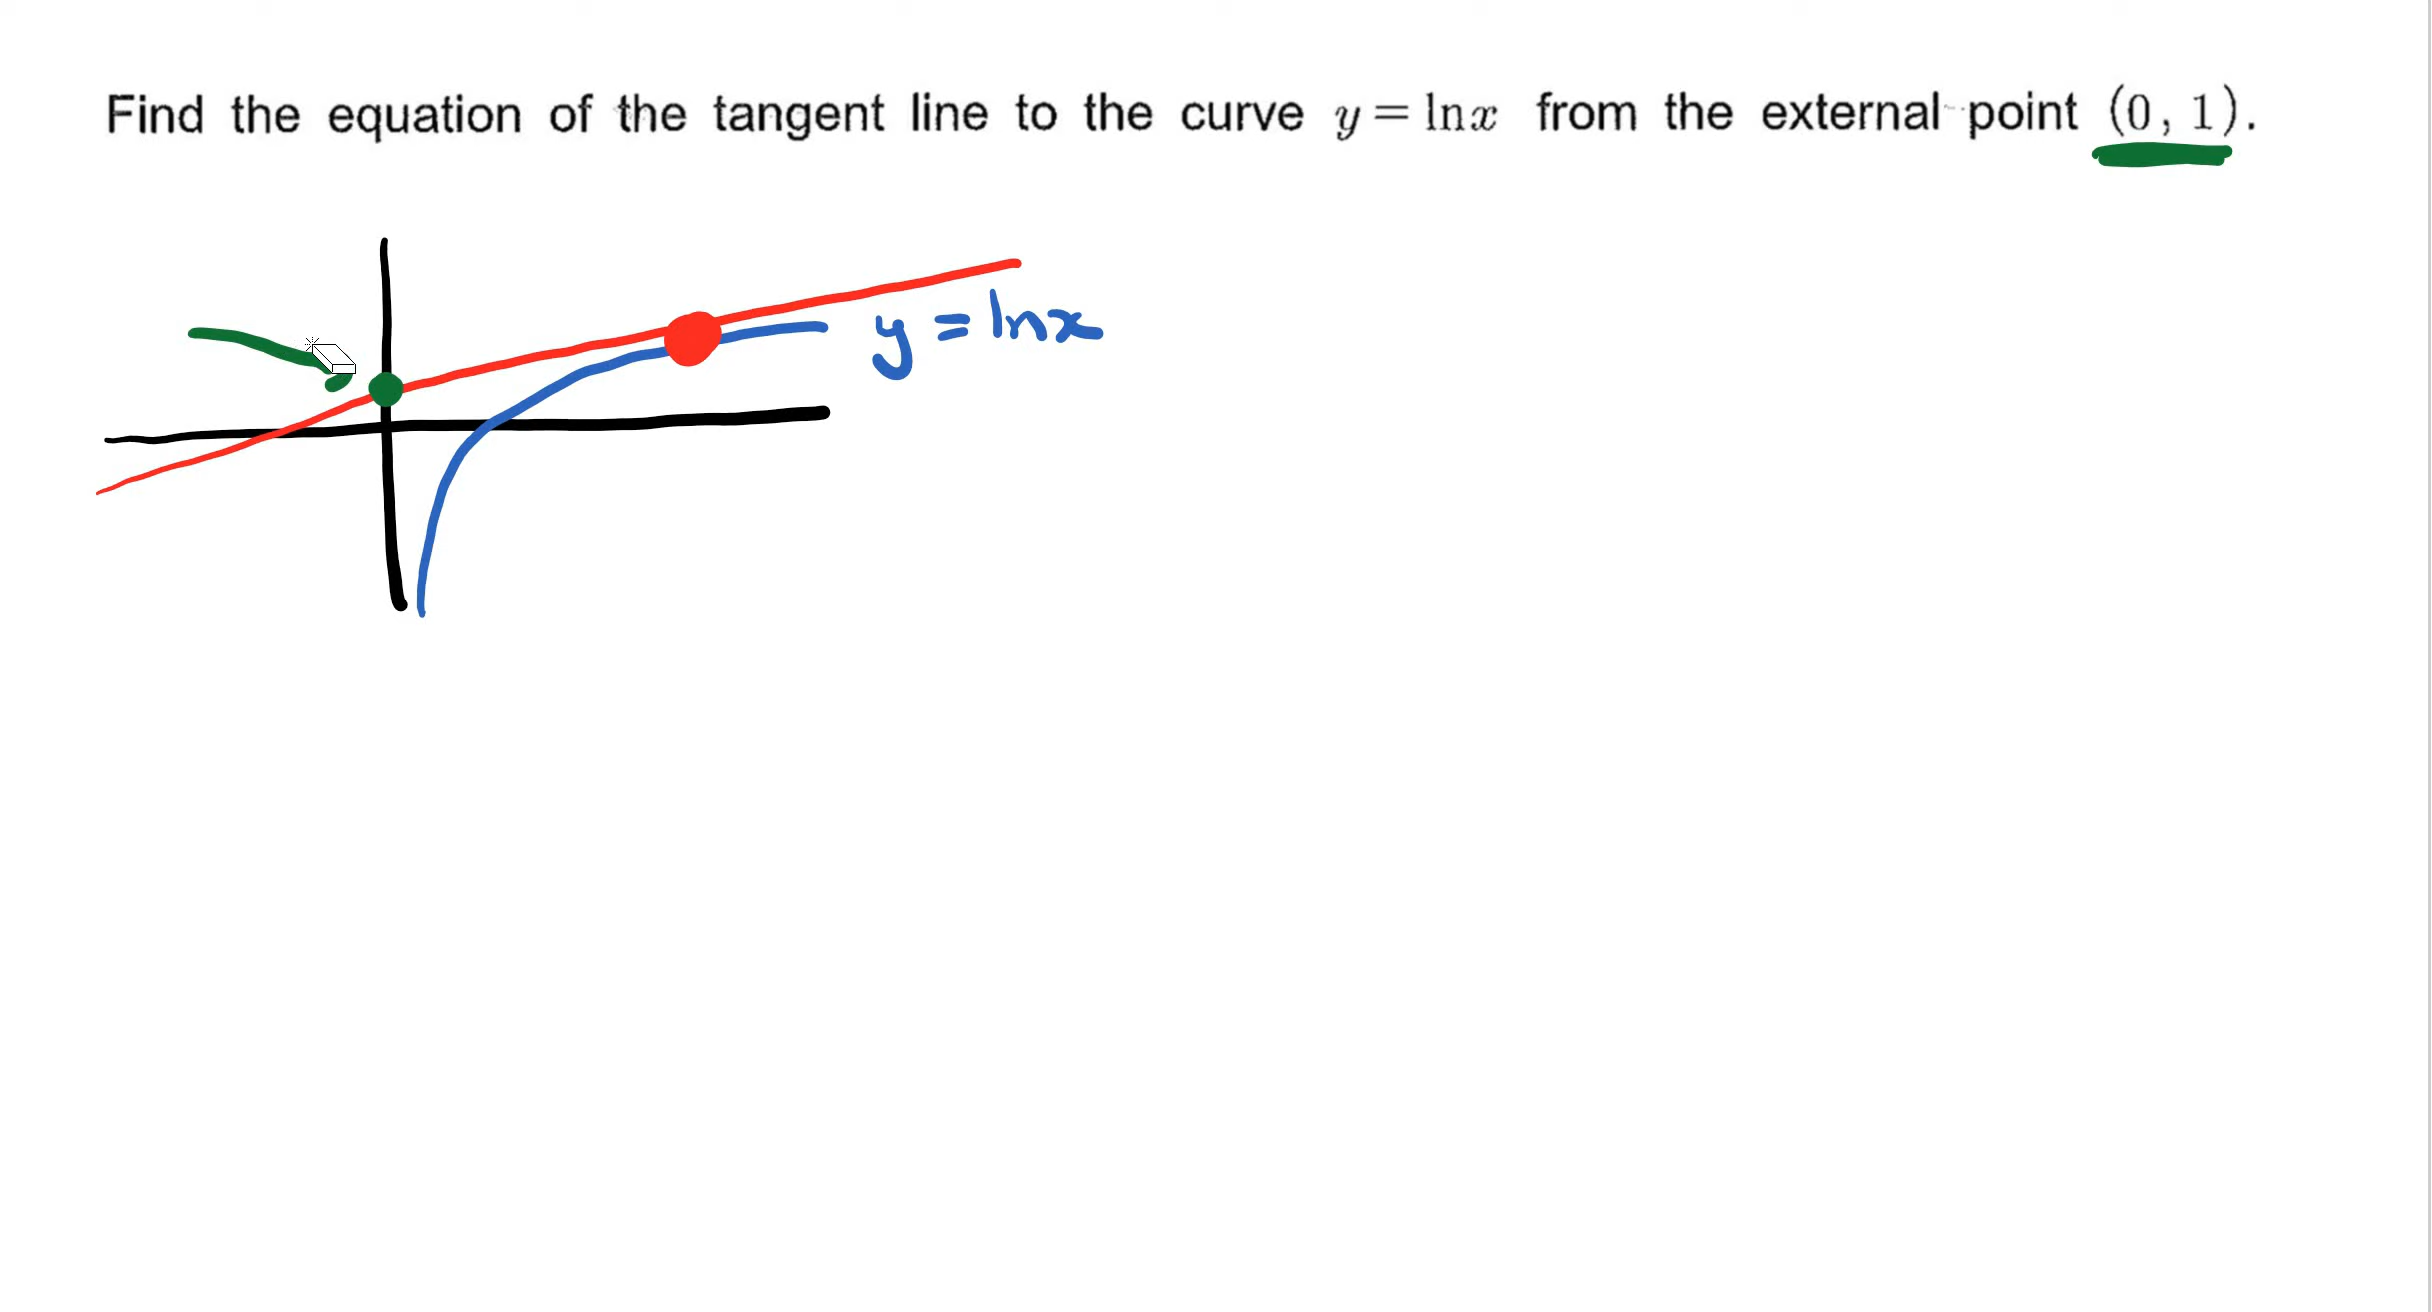 Find the equation of the tangent line to the curve y = ln x from the external point (0, 1).
y = lnx